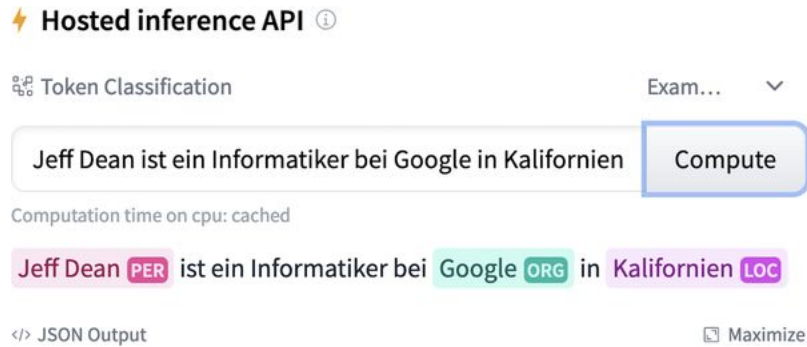 Hosted inference API
Token Classification Exam...
Jeff Dean ist ein Informatiker bei Google in Kalifornien Compute
Computation time on cpu: cached
Jeff Dean PER ist ein Informatiker bei Google ORG in Kalifornien LOC
</> JSON Output Maximize